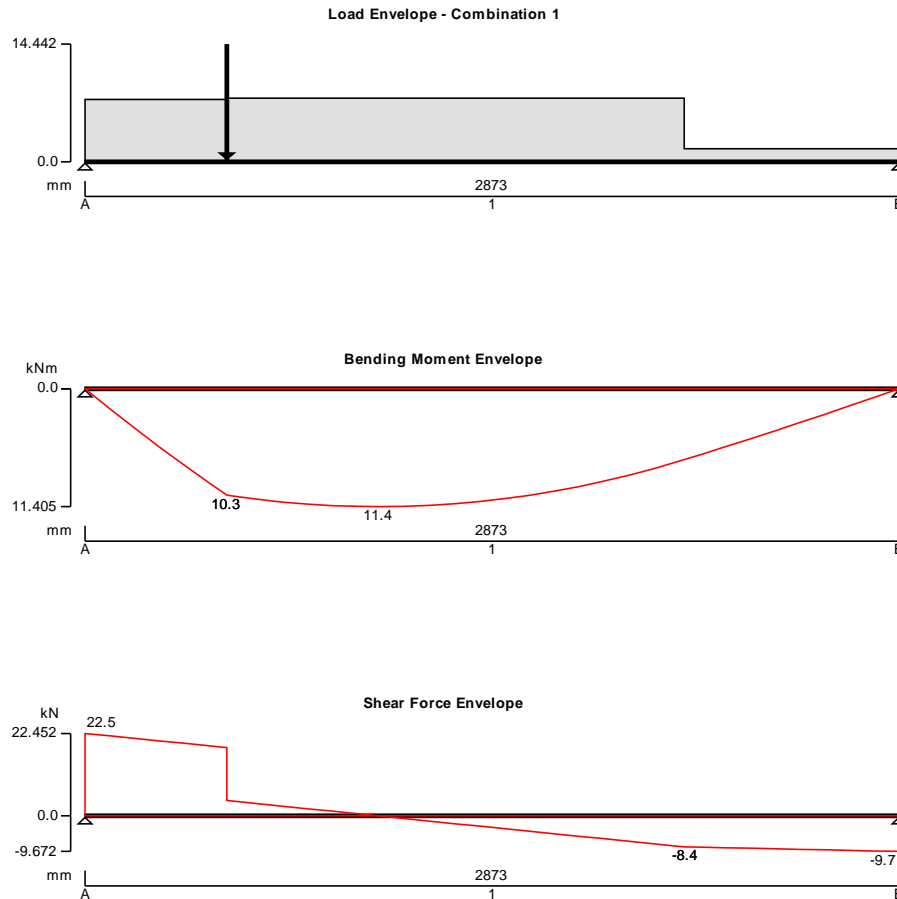 Load Envelope - Combination 1
14.442
0.0
mm
2873
A
1
Bending Moment Envelope
kNm
0.0
10.3
11.405
11.4
mm
2873
A
1
Shear Force Envelope
kN
22.5
22.452
0.0
-9.672
-8.4
-9.7
mm
2873
A
1